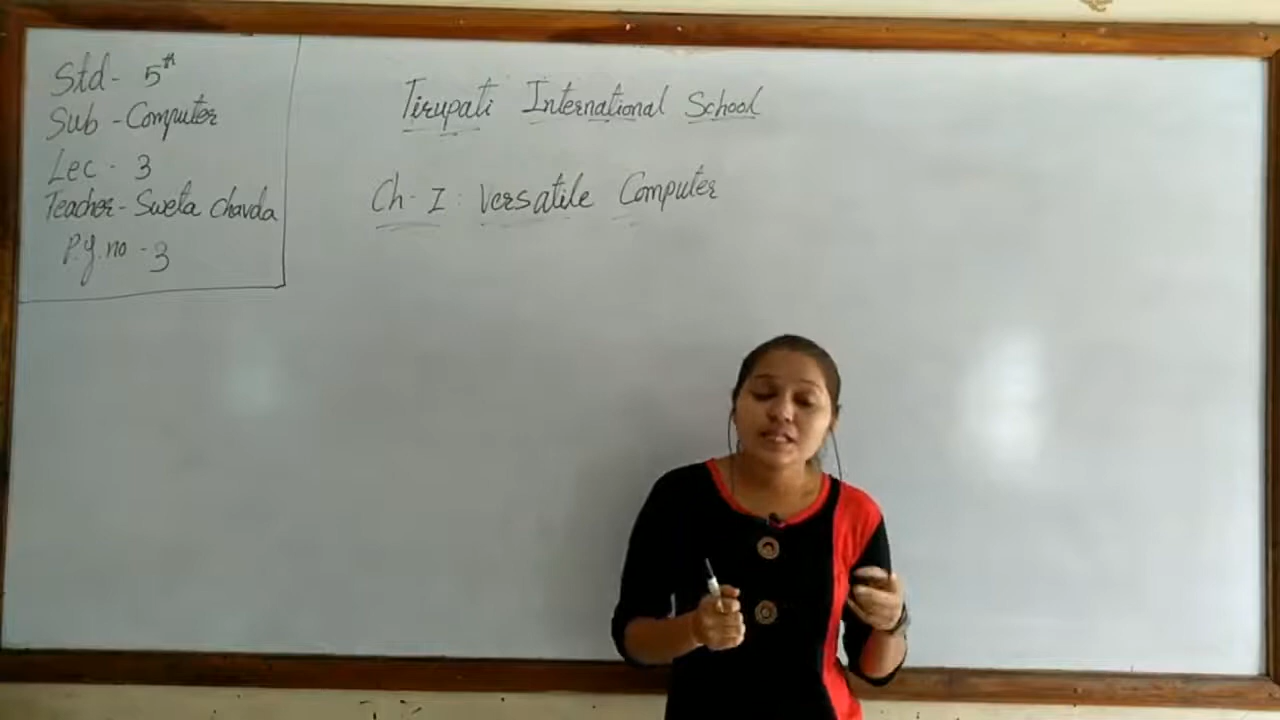 Std - 5th
Sub - Computer
Lec - 3
Teacher - Sweta Chavda
P.g. no - 3
Tirupati International School
Ch- I : Versatile Computer